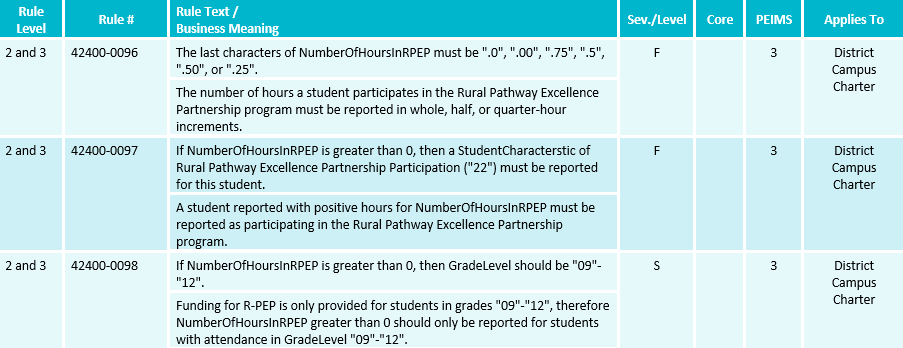 Rule Level
Rule #
Rule Text /
Business Meaning
Sev./Level
Core
PEIMS
Applies To
2 and 3
42400-0096
The last characters of NumberOfHoursInRPEP must be ".0", ".00", ".75", ".5",
".50", or ".25".
F
3
District
Campus
Charter
The number of hours a student participates in the Rural Pathway Excellence
Partnership program must be reported in whole, half, or quarter-hour
increments.
2 and 3
42400-0097
If NumberOfHoursInRPEP is greater than 0, then a StudentCharacterstic of
Rural Pathway Excellence Partnership Participation ("22") must be reported
for this student.
F
3
District
Campus
Charter
A student reported with positive hours for NumberOfHoursInRPEP must be
reported as participating in the Rural Pathway Excellence Partnership
program.
2 and 3
42400-0098
If NumberOfHoursInRPEP is greater than 0, then GradeLevel should be "09"-
"12".
S
3
District
Campus
Charter
Funding for R-PEP is only provided for students in grades "09"-"12", therefore
NumberOfHoursInRPEP greater than 0 should only be reported for students
with attendance in GradeLevel "09"-"12".